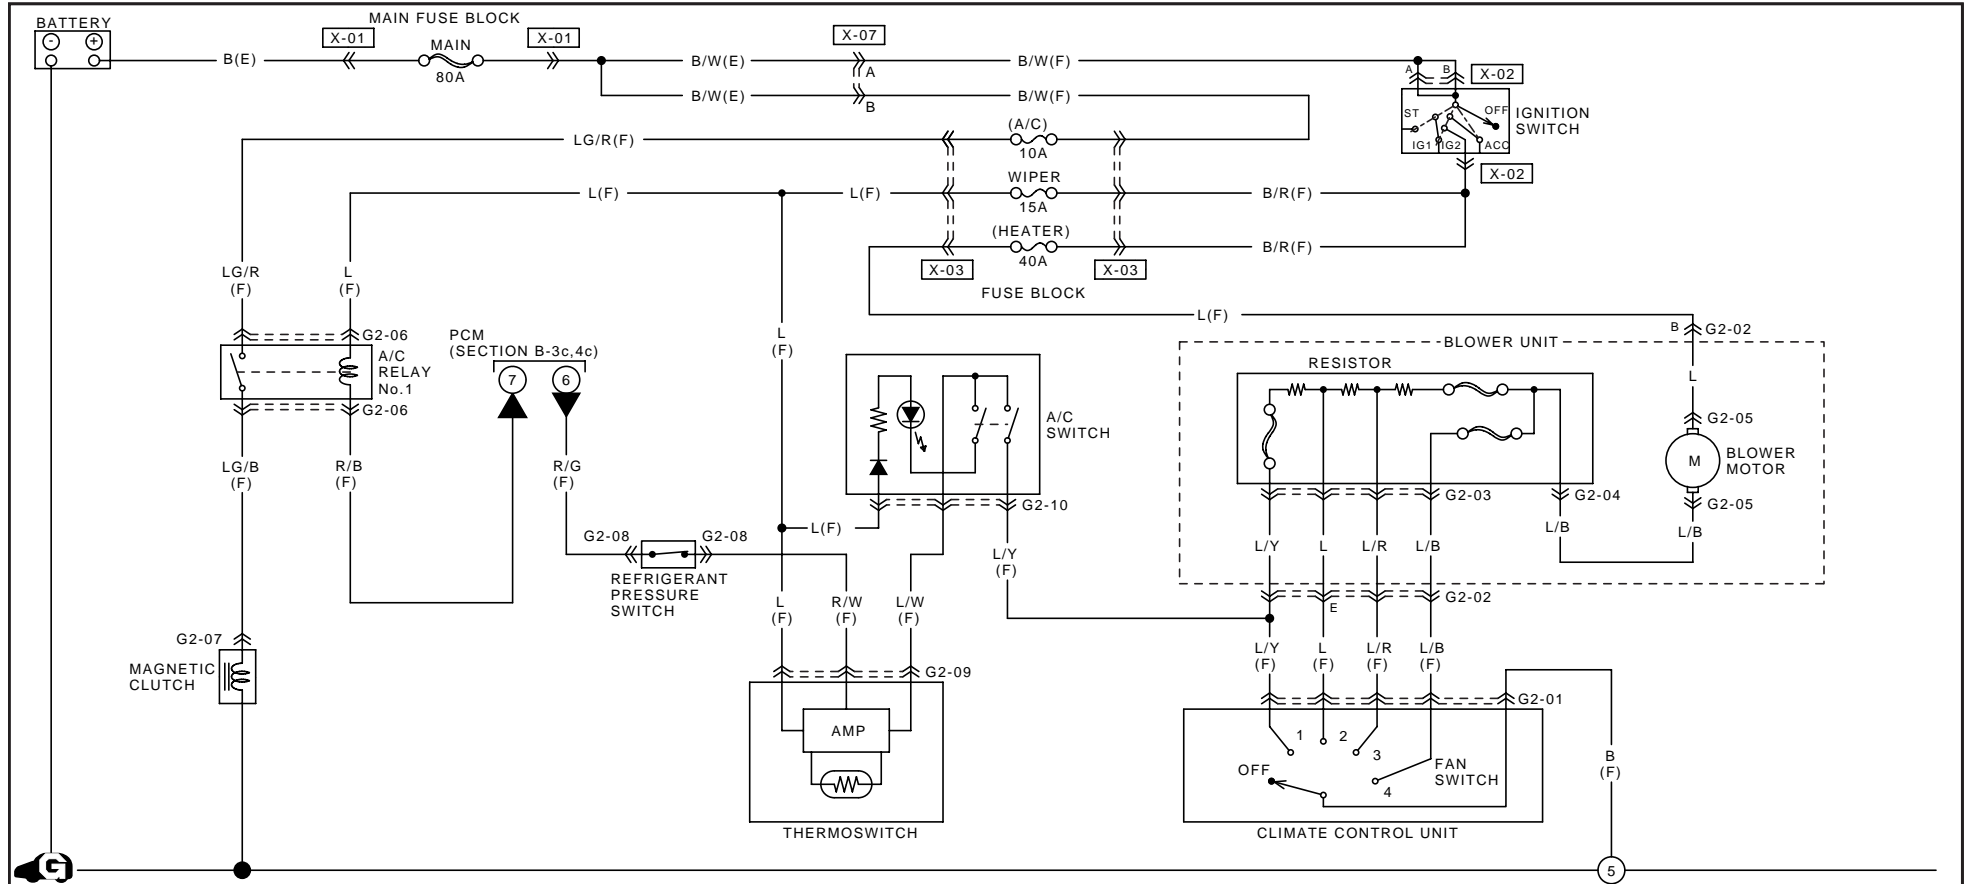 BATTERY
- +
B(E)
X-01
MAIN FUSE BLOCK
MAIN
80A
X-01
B/W(E)
X-07
A
B/W(F)
B/W(E)
B
B/W(F)
A B
X-02
ST
OFF
IG1 IG2 ACC
IGNITION
SWITCH
X-02
LG/R(F)
(A/C)
10A
L(F)
L(F)
WIPER
15A
B/R(F)
(HEATER)
40A
B/R(F)
X-03
X-03
FUSE BLOCK
L(F)
LG/R
(F)
L
(F)
G2-06
A/C
RELAY
No.1
G2-06
LG/B
(F)
R/B
(F)
PCM
(SECTION B-3c,4c)
7
6
R/G
(F)
L
(F)
A/C
SWITCH
G2-10
L(F)
L/Y
(F)
G2-08
G2-08
REFRIGERANT
PRESSURE
SWITCH
L
(F)
R/W
(F)
L/W
(F)
G2-09
AMP
THERMOSWITCH
G2-07
MAGNETIC
CLUTCH
B
G2-02
BLOWER UNIT
RESISTOR
L
G2-05
M
BLOWER
MOTOR
G2-05
L/B
G2-03
G2-04
L/B
L/Y
L
L/R
L/B
G2-02
E
L/Y
(F)
L
(F)
L/R
(F)
L/B
(F)
G2-01
1
2
3
4
OFF
FAN
SWITCH
CLIMATE CONTROL UNIT
B
(F)
G
5